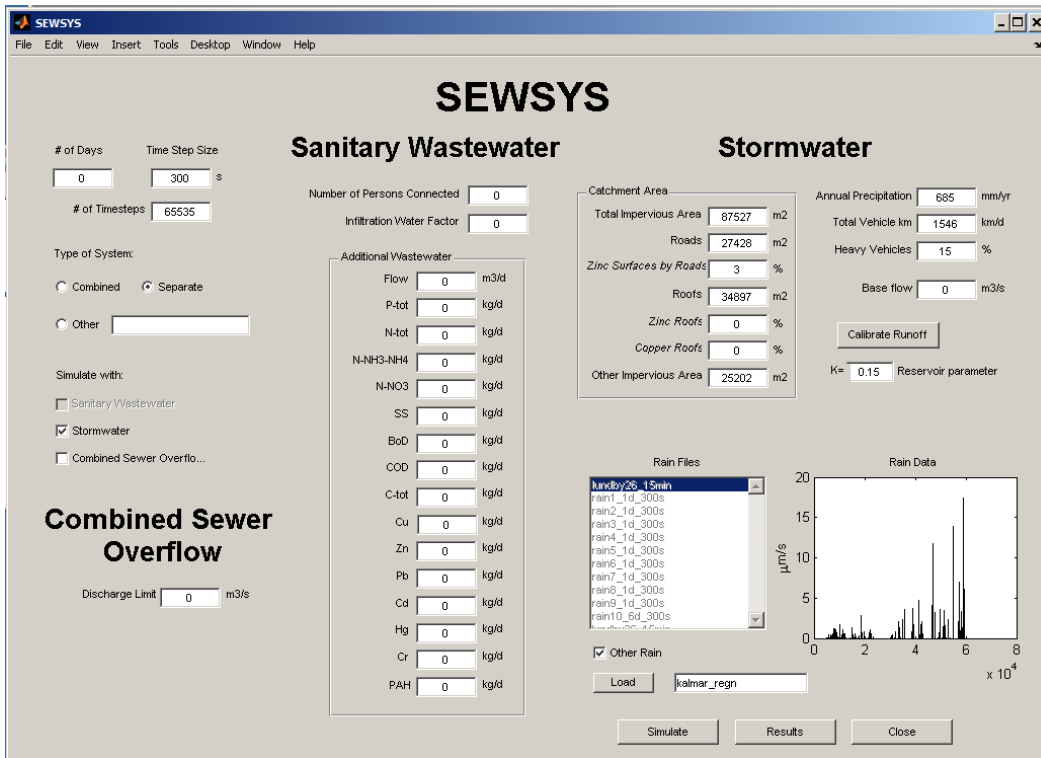 SEWSYS
File Edit View Insert Tools Desktop Window Help
SEWSYS
Sanitary Wastewater
Stormwater
# of Days
Time Step Size
0
300 s
# of Timesteps 65535
Type of System:
Combined
Separate
Other
Simulate with:
Sanitary Wastewater
Stormwater
Combined Sewer Overflo...
Combined Sewer
Overflow
Discharge Limit 0 m3/s
Number of Persons Connected 0
Infiltration Water Factor 0
Additional Wastewater
Flow 0 m3/d
P-tot 0 kg/d
N-tot 0 kg/d
N-NH3-NH4 0 kg/d
N-NO3 0 kg/d
SS 0 kg/d
BoD 0 kg/d
COD 0 kg/d
C-tot 0 kg/d
Cu 0 kg/d
Zn 0 kg/d
Pb 0 kg/d
Cd 0 kg/d
Hg 0 kg/d
Cr 0 kg/d
PAH 0 kg/d
Catchment Area
Total Impervious Area 87527 m2
Roads 27428 m2
Zinc Surfaces by Roads 3 %
Roofs 34897 m2
Zinc Roofs 0 %
Copper Roofs 0 %
Other Impervious Area 25202 m2
Annual Precipitation 685 mm/yr
Total Vehicle km 1546 km/d
Heavy Vehicles 15 %
Base flow 0 m3/s
Calibrate Runoff
K= 0.15 Reservoir parameter
Rain Files
lundby26_15min
rain1_1d_300s
rain2_1d_300s
rain3_1d_300s
rain4_1d_300s
rain5_1d_300s
rain6_1d_300s
rain7_1d_300s
rain8_1d_300s
rain9_1d_300s
rain10_6d_300s
Other Rain
Load
kalmar_regn
Rain Data
20
15
10
5
0
µm/s
0 2 4 6 8
x 10^4
Simulate
Results
Close